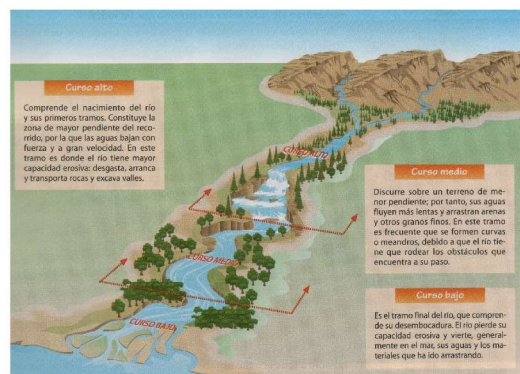 Curso alto
Comprende el nacimiento del río
y sus primeros tramos. Constituye la
zona de mayor pendiente del reco-
rrido, por la que las aguas bajan con
fuerza y a gran velocidad. En este
tramo es donde el río tiene mayor
capacidad erosiva: desgasta, arranca
y transporta rocas y excava valles.
CURSO ALTO
Curso medio
Discurre sobre un terreno de me-
nor pendiente; por tanto, sus aguas
fluyen más lentas y arrastran arenas
y otros granos finos. En este tramo
es frecuente que se formen curvas
o meandros, debido a que el río tie-
ne que rodear los obstáculos que
encuentra a su paso.
CURSO MEDIO
Curso bajo
Es el tramo final del río, que compren-
de su desembocadura. El río pierde su
capacidad erosiva y vierte, general-
mente en el mar, sus aguas y los ma-
teriales que ha ido arrastrando.
CURSO BAJO